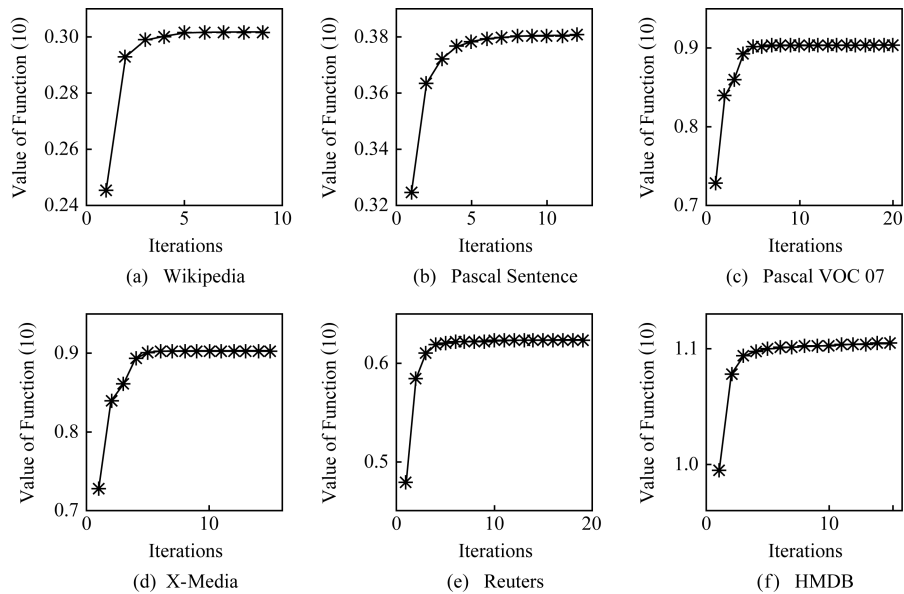 Value of Function (10)
0.30
0.28
0.26
0.24
0
5
10
Iterations
(a) Wikipedia
Value of Function (10)
0.38
0.36
0.34
0.32
0
5
10
Iterations
(b) Pascal Sentence
Value of Function (10)
0.9
0.8
0.7
0
10
20
Iterations
(c) Pascal VOC 07
Value of Function (10)
0.9
0.8
0.7
0
10
Iterations
(d) X-Media
Value of Function (10)
0.6
0.5
0
10
20
Iterations
(e) Reuters
Value of Function (10)
1.1
1.0
0
10
Iterations
(f) HMDB